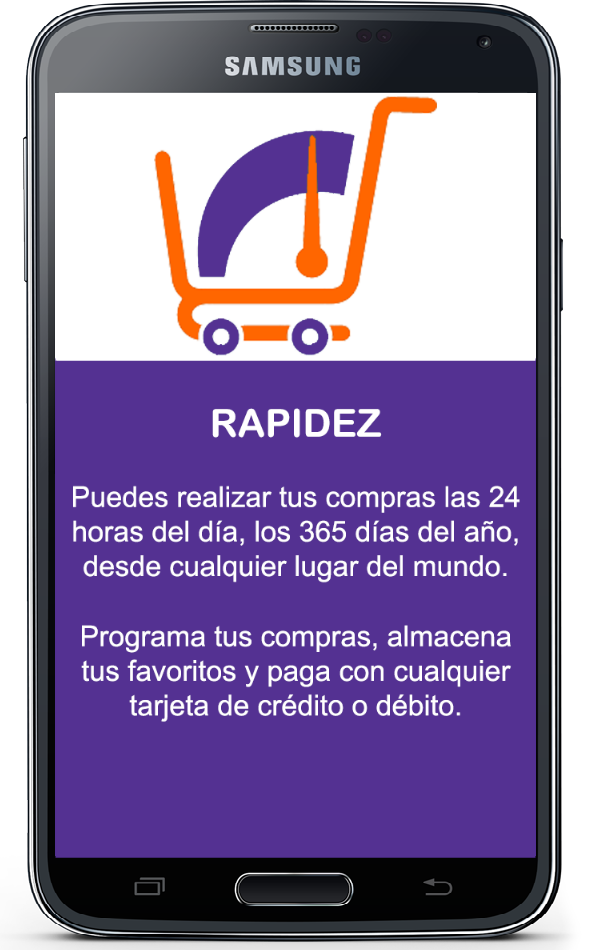 SAMSUNG
RAPIDEZ
Puedes realizar tus compras las 24
horas del día, los 365 días del año,
desde cualquier lugar del mundo.
Programa tus compras, almacena
tus favoritos y paga con cualquier
tarjeta de crédito o débito.